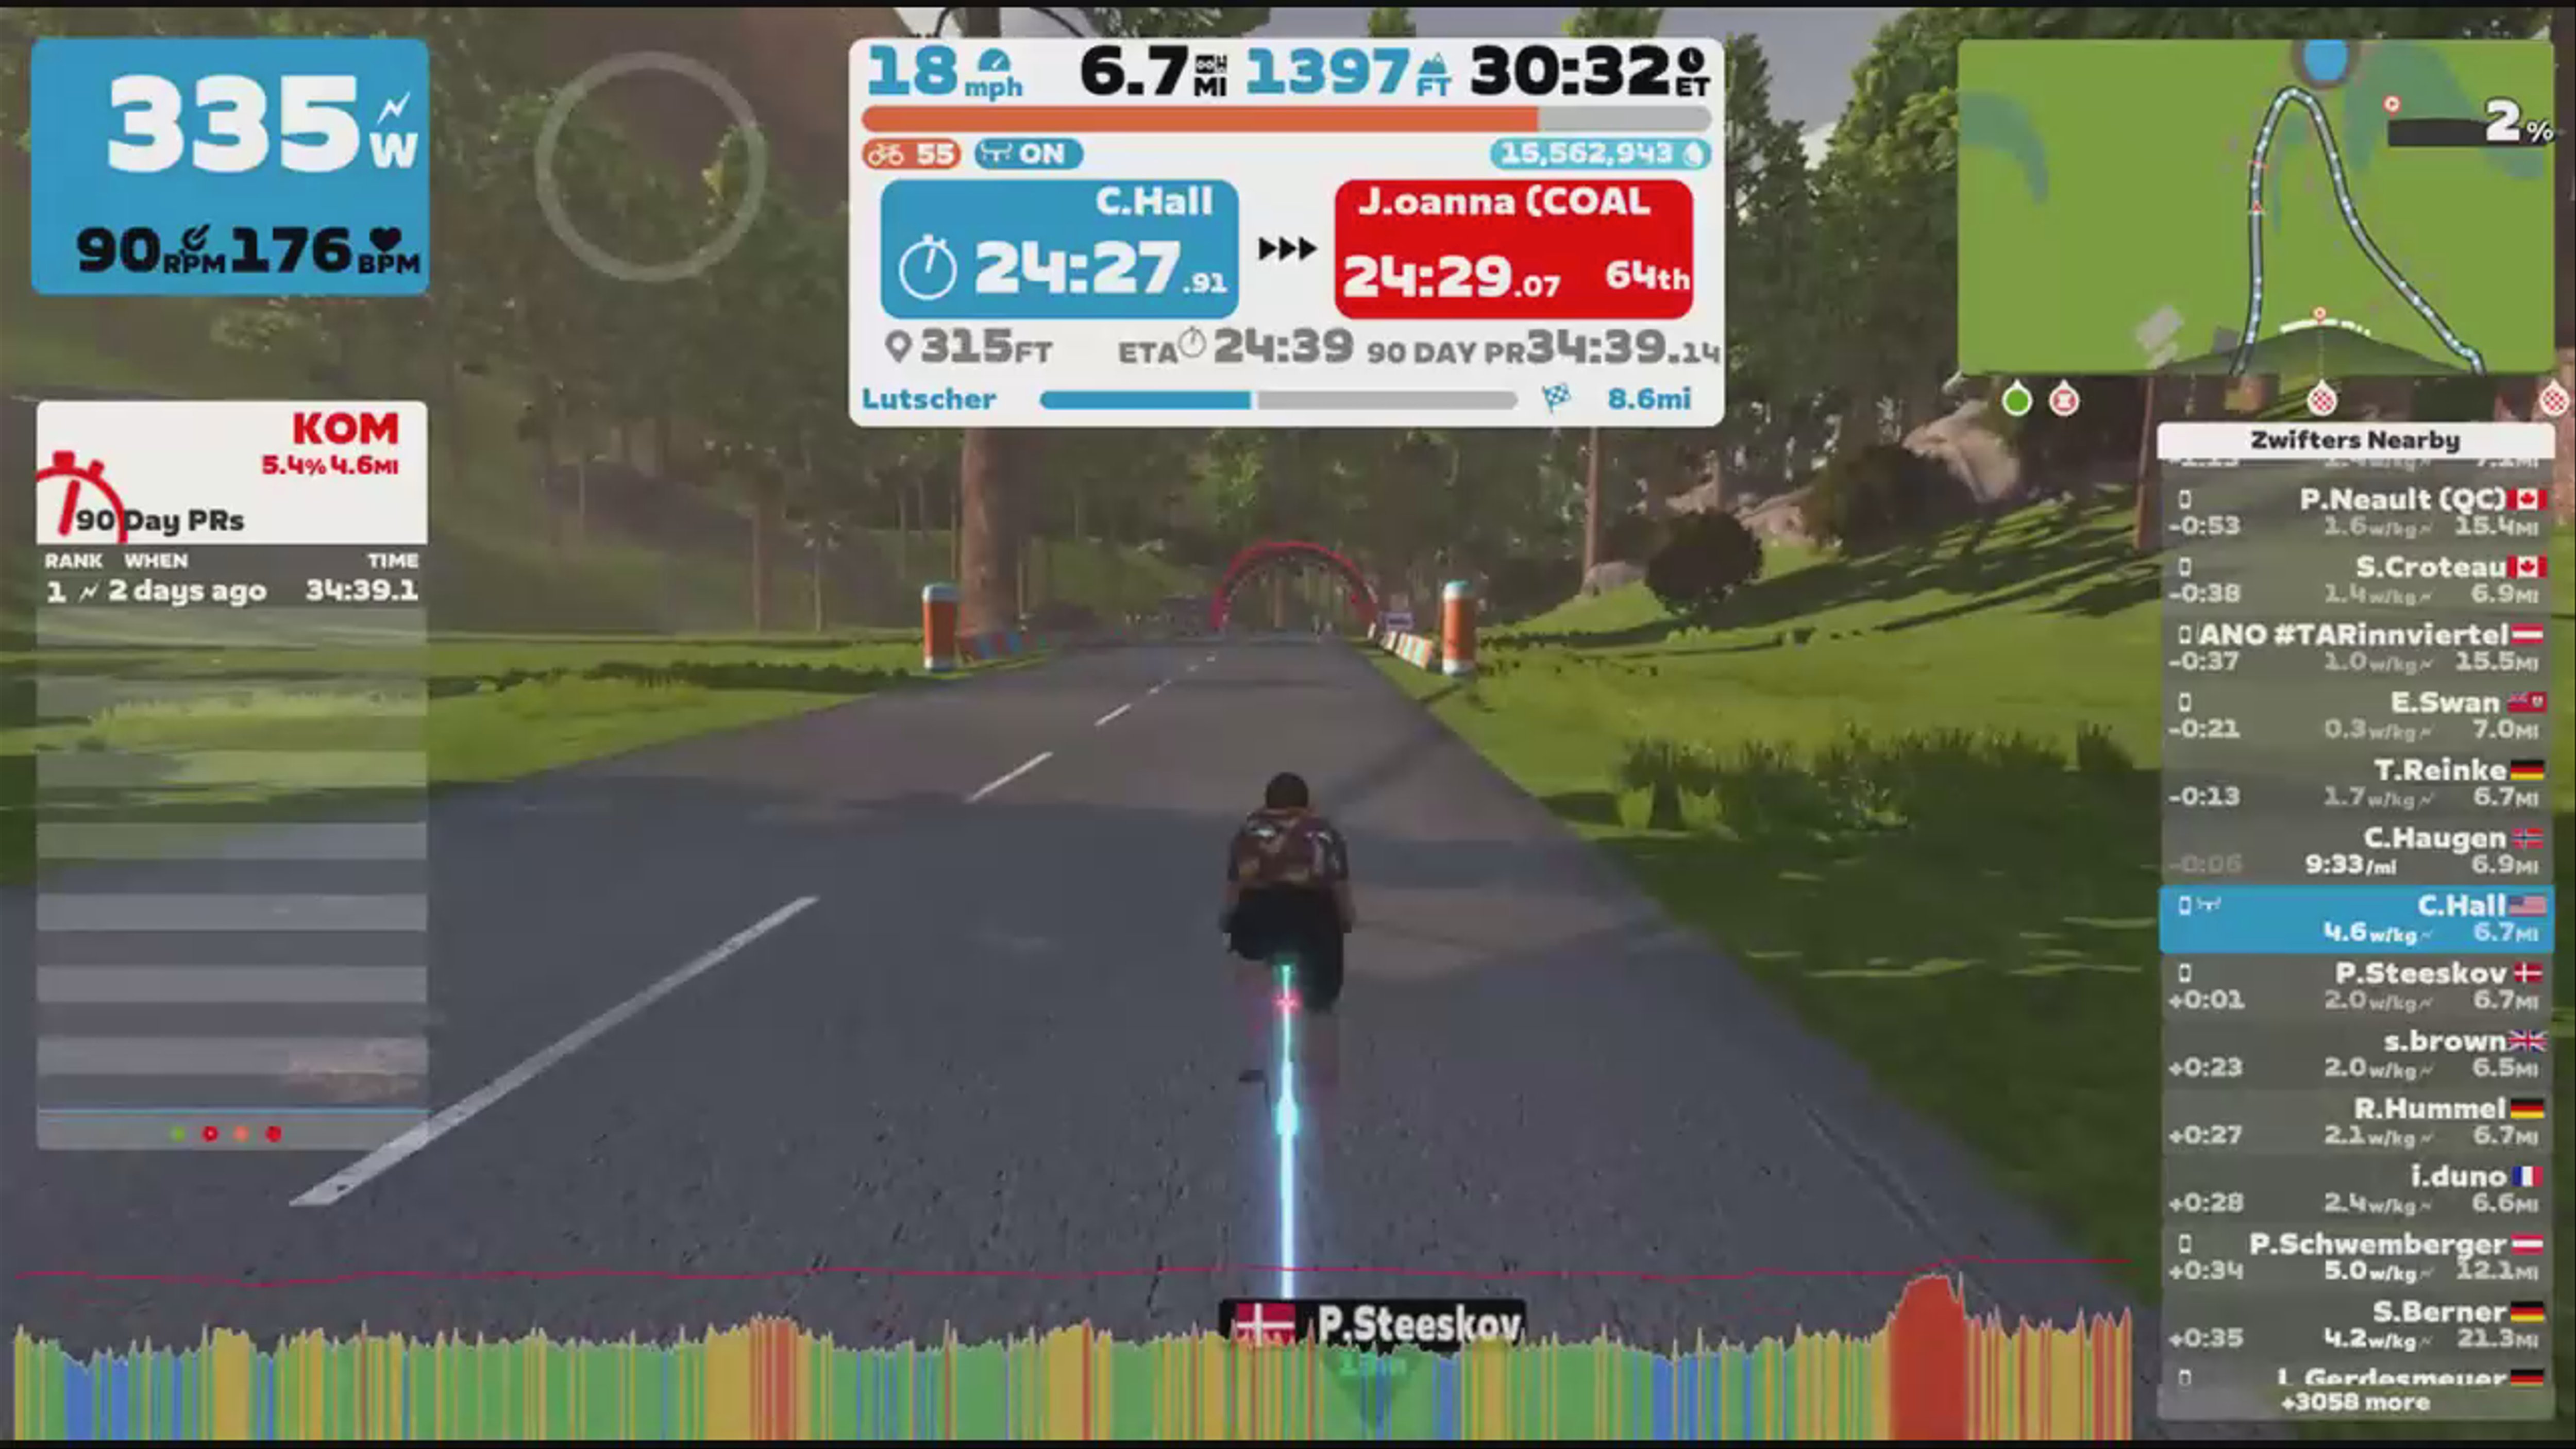 335 W
90 RPM 176 BPM
18 mph 6.7 MI 1397 FT 30:32 ET
55 ON 15,562,943
C.Hall
24:27.91
J.oanna (COAL
24:29.07 64th
315FT ETA 24:39 90 DAY PR 34:39.14
Lutscher 8.6mi
2%
KOM
5.4% 4.6MI
90 Day PRs
RANK WHEN TIME
1 2 days ago 34:39.1
Zwifters Nearby
P.Neault (QC)
-0:53 1.6w/kg 15.4MI
S.Croteau
-0:38 1.4w/kg 6.9MI
ANO #TARinnviertel
-0:37 1.0w/kg 15.5MI
E.Swan
-0:21 0.3w/kg 7.0MI
T.Reinke
-0:13 1.7w/kg 6.7MI
C.Haugen
-0:06 9:33/mi 6.9MI
C.Hall
4.6w/kg 6.7MI
P.Steeskov
+0:01 2.0w/kg 6.7MI
s.brown
+0:23 2.0w/kg 6.5MI
R.Hummel
+0:27 2.1w/kg 6.7MI
i.duno
+0:28 2.4w/kg 6.6MI
P.Schwemberger
+0:34 5.0w/kg 12.1MI
S.Berner
+0:35 4.2w/kg 21.3MI
+3058 more
P.Steeskov